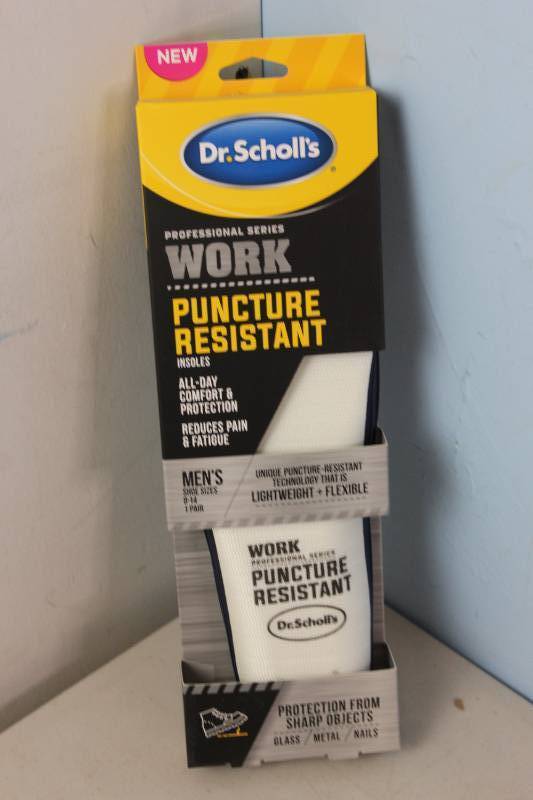 NEW
Dr.Scholl's
PROFESSIONAL SERIES
WORK
PUNCTURE
RESISTANT
INSOLES
ALL-DAY
COMFORT &
PROTECTION
REDUCES PAIN
& FATIGUE
MEN'S
SHOE SIZES
8-14
1 PAIR
UNIQUE PUNCTURE-RESISTANT
TECHNOLOGY THAT IS
LIGHTWEIGHT + FLEXIBLE
WORK
PROFESSIONAL SERIES
PUNCTURE
RESISTANT
Dr.Scholl's
PROTECTION FROM
SHARP OBJECTS
GLASS / METAL / NAILS